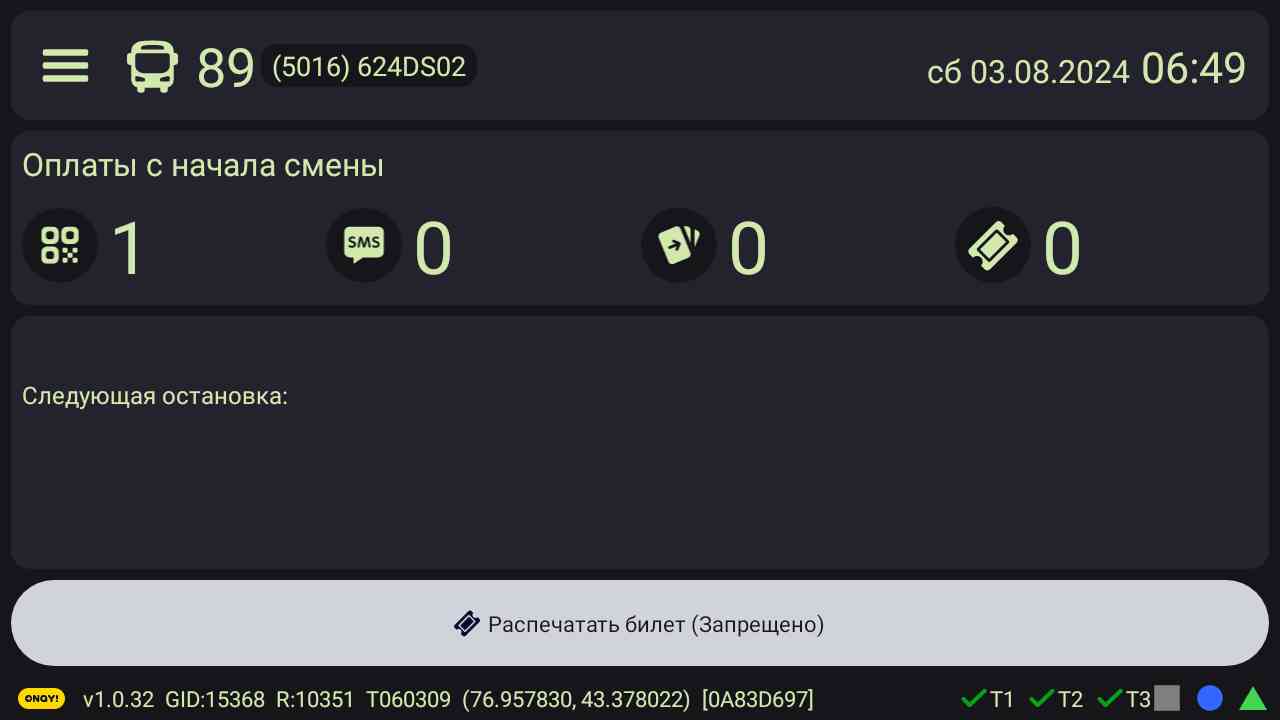 89 (5016) 624DS02 сб 03.08.2024 06:49
Оплаты с начала смены
1 SMS 0 0 0
Следующая остановка:
Распечатать билет (Запрещено)
ONAY! v1.0.32 GID:15368 R:10351 T060309 (76.957830, 43.378022) [0A83D697] T1 T2 T3